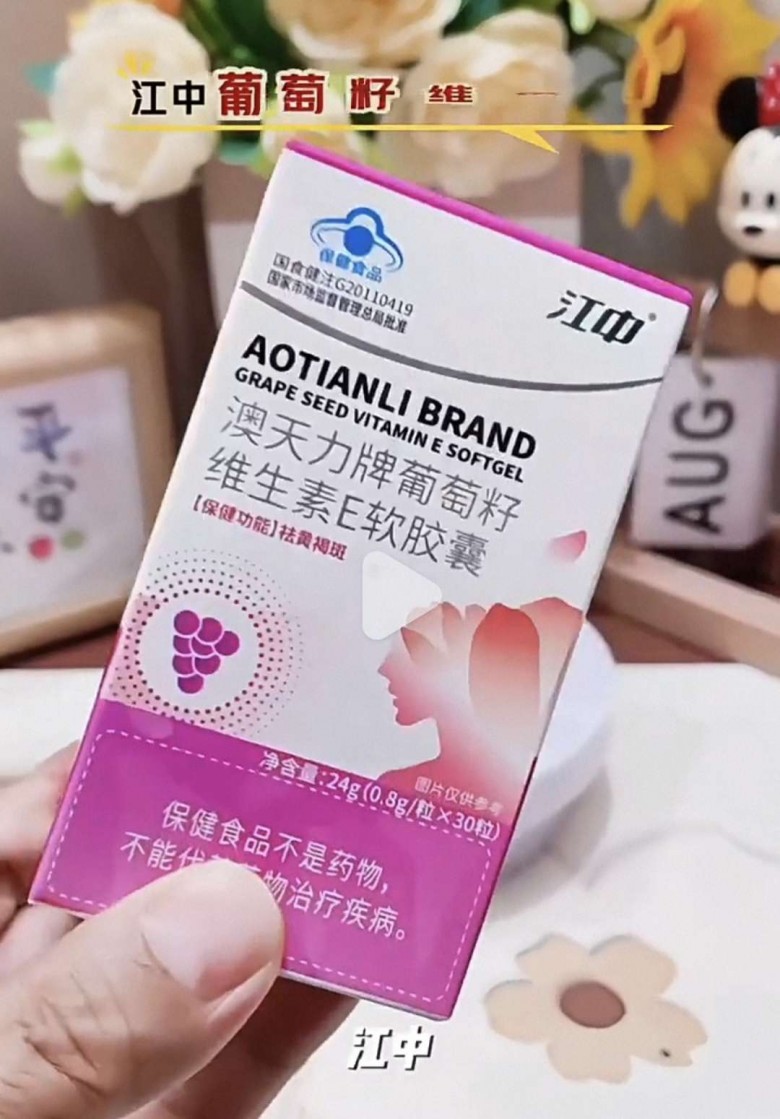 江中葡萄籽维
保健食品
国食健注G20110419
国家市场监督管理总局批准
江中®
AOTIANLI BRAND
GRAPE SEED VITAMIN E SOFTGEL
澳天力牌葡萄籽
维生素E软胶囊
【保健功能】祛黄褐斑
AUG
净含量:24g(0.8g/粒×30粒)
图片仅供参考
保健食品不是药物,
不能代 物治疗疾病。
江中